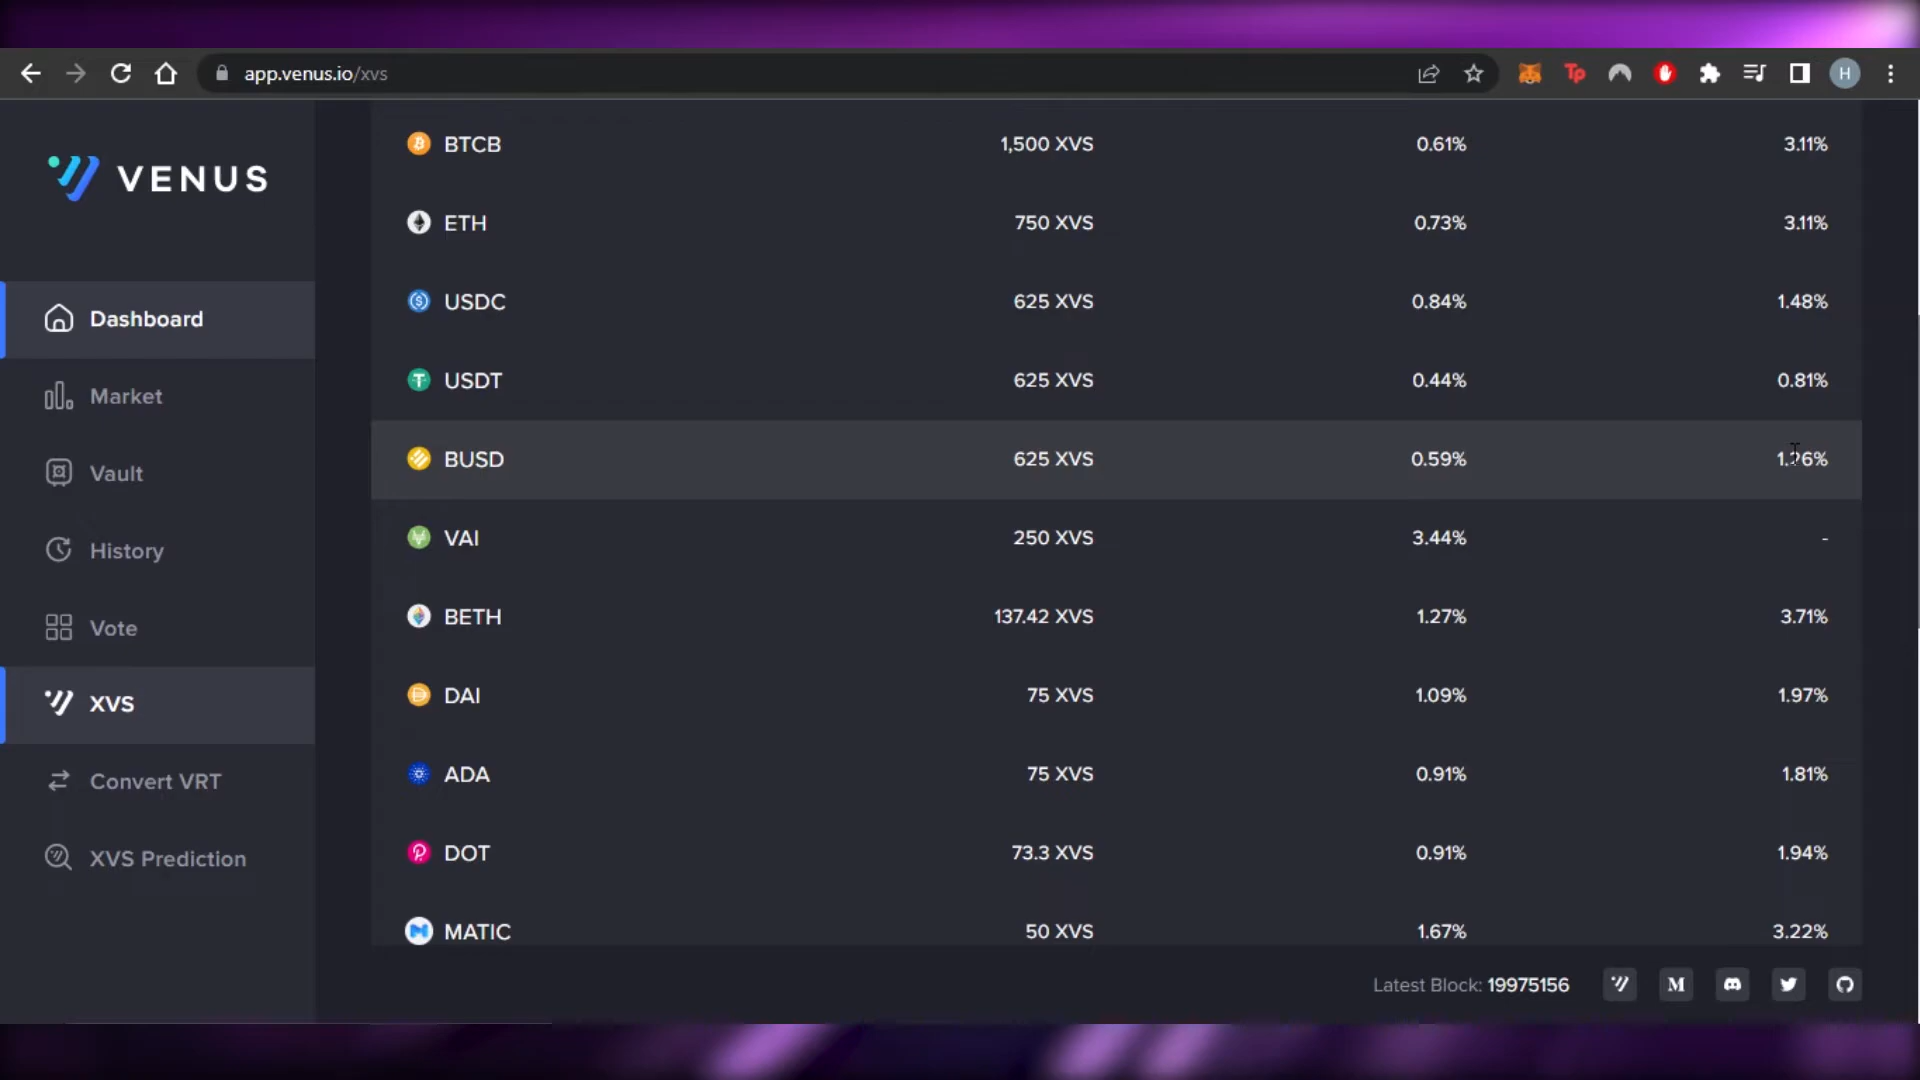 app.venus.io/xvs
Tp
H
VENUS
Dashboard
Market
Vault
History
Vote
XVS
Convert VRT
XVS Prediction
BTCB 1,500 XVS 0.61% 3.11%
ETH 750 XVS 0.73% 3.11%
USDC 625 XVS 0.84% 1.48%
USDT 625 XVS 0.44% 0.81%
BUSD 625 XVS 0.59%
VAI 250 XVS 3.44% -
BETH 137.42 XVS 1.27% 3.71%
DAI 75 XVS 1.09% 1.97%
ADA 75 XVS 0.91% 1.81%
DOT 73.3 XVS 0.91% 1.94%
MATIC 50 XVS 1.67% 3.22%
Latest Block: 19975156